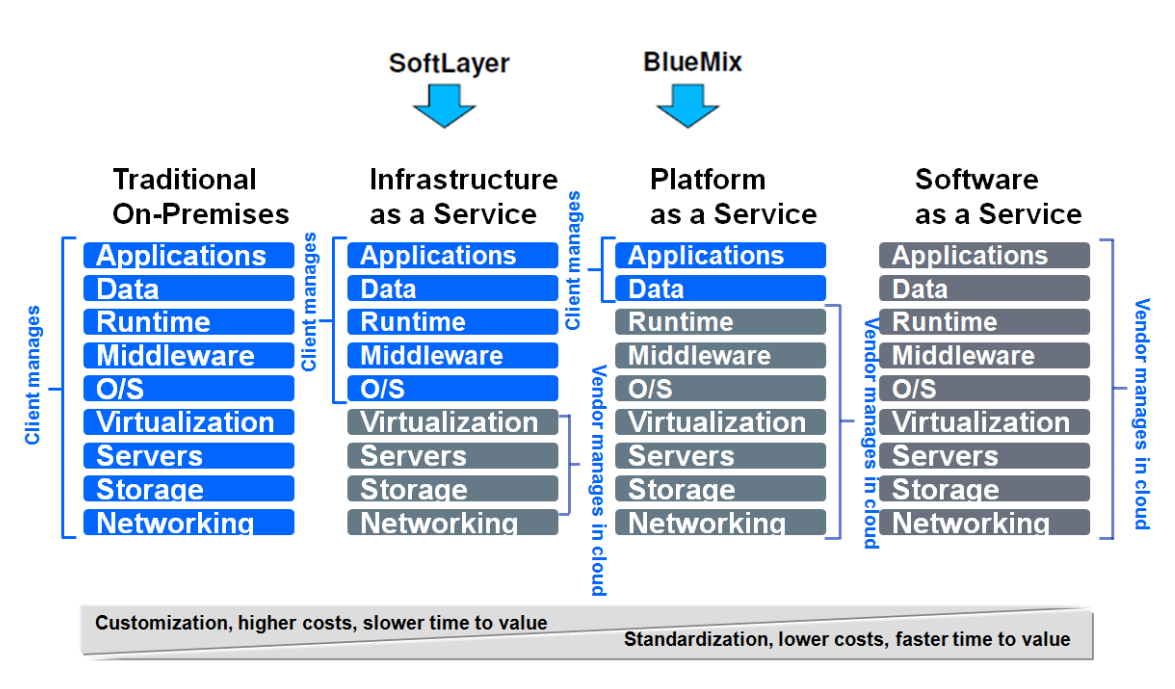 SoftLayer
BlueMix
Traditional
On-Premises
Client manages
Applications
Data
Runtime
Middleware
O/S
Virtualization
Servers
Storage
Networking
Infrastructure
as a Service
Client manages
Applications
Data
Runtime
Middleware
O/S
Virtualization
Servers
Storage
Networking
Vendor manages in cloud
Platform
as a Service
Client manages
Applications
Data
Runtime
Middleware
O/S
Virtualization
Servers
Storage
Networking
Vendor manages in cloud
Software
as a Service
Applications
Data
Runtime
Middleware
O/S
Virtualization
Servers
Storage
Networking
Vendor manages in cloud
Customization, higher costs, slower time to value
Standardization, lower costs, faster time to value